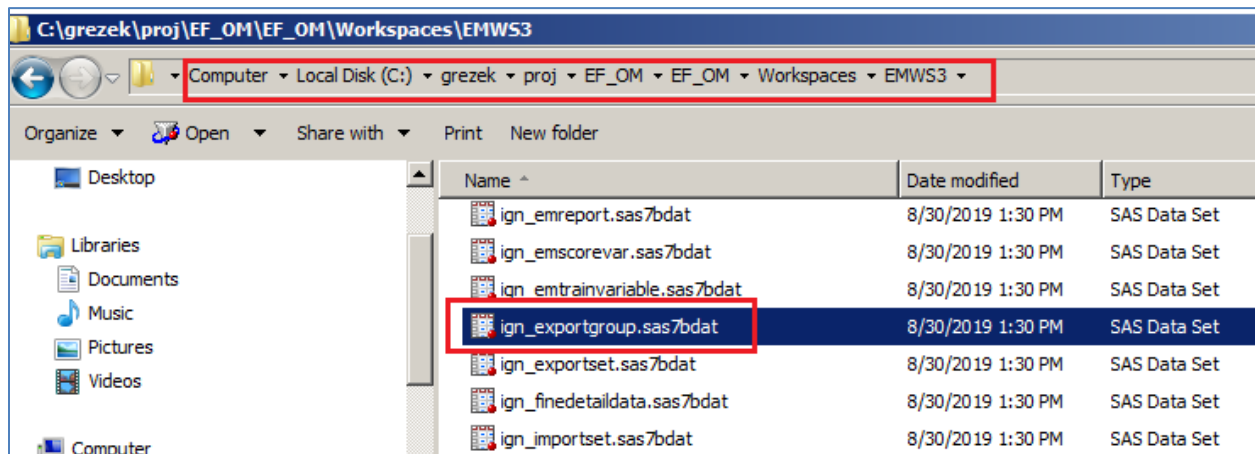 C:\grezek\proj\EF_OM\EF_OM\Workspaces\EMWS3
Computer Local Disk (C:) grezek proj EF_OM EF_OM Workspaces EMWS3
Organize Open Share with Print New folder
Desktop
Libraries
Documents
Music
Pictures
Videos
Computer
Name Date modified Type
ign_emreport.sas7bdat 8/30/2019 1:30 PM SAS Data Set
ign_emscorevar.sas7bdat 8/30/2019 1:30 PM SAS Data Set
ign_emtrainvariable.sas7bdat 8/30/2019 1:30 PM SAS Data Set
ign_exportgroup.sas7bdat 8/30/2019 1:30 PM SAS Data Set
ign_exportset.sas7bdat 8/30/2019 1:30 PM SAS Data Set
ign_finedetaildata.sas7bdat 8/30/2019 1:30 PM SAS Data Set
ign_importset.sas7bdat 8/30/2019 1:30 PM SAS Data Set